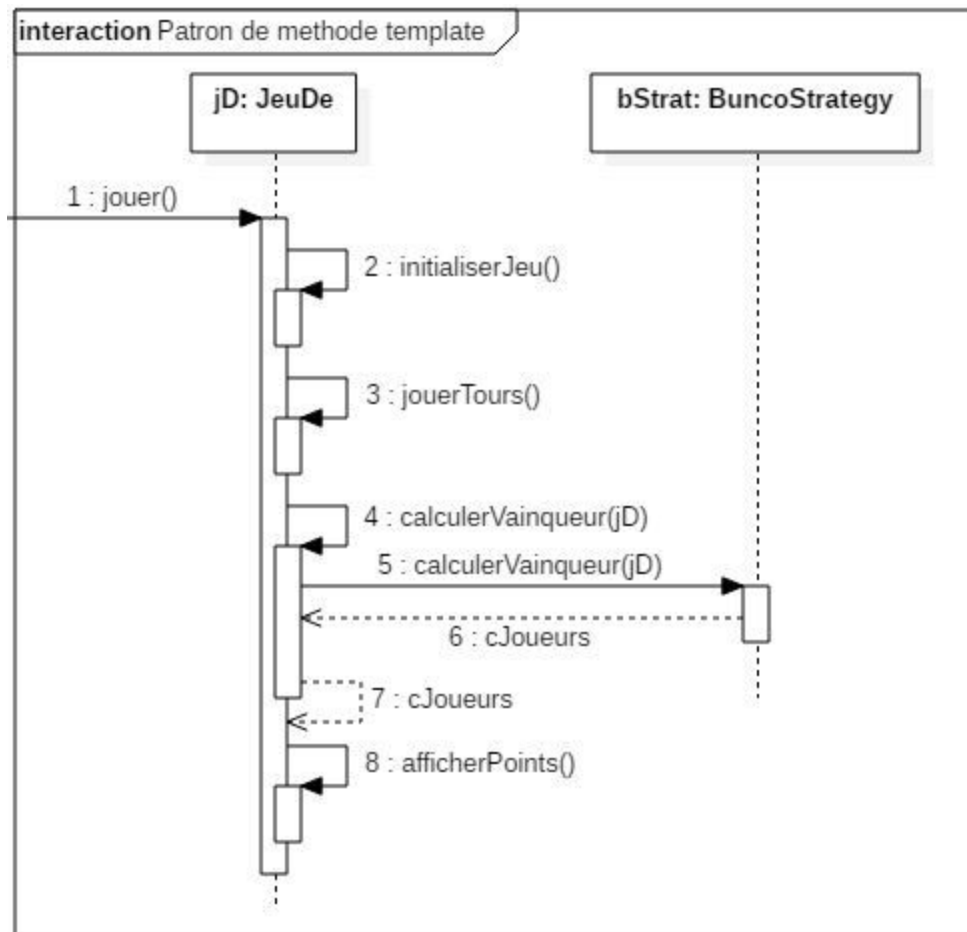 interaction Patron de methode template
jD: JeuDe
bStrat: BuncoStrategy
1 : jouer()
2 : initialiserJeu()
3 : jouerTours()
4 : calculerVainqueur(jD)
5 : calculerVainqueur(jD)
6 : cJoueurs
7 : cJoueurs
8 : afficherPoints()